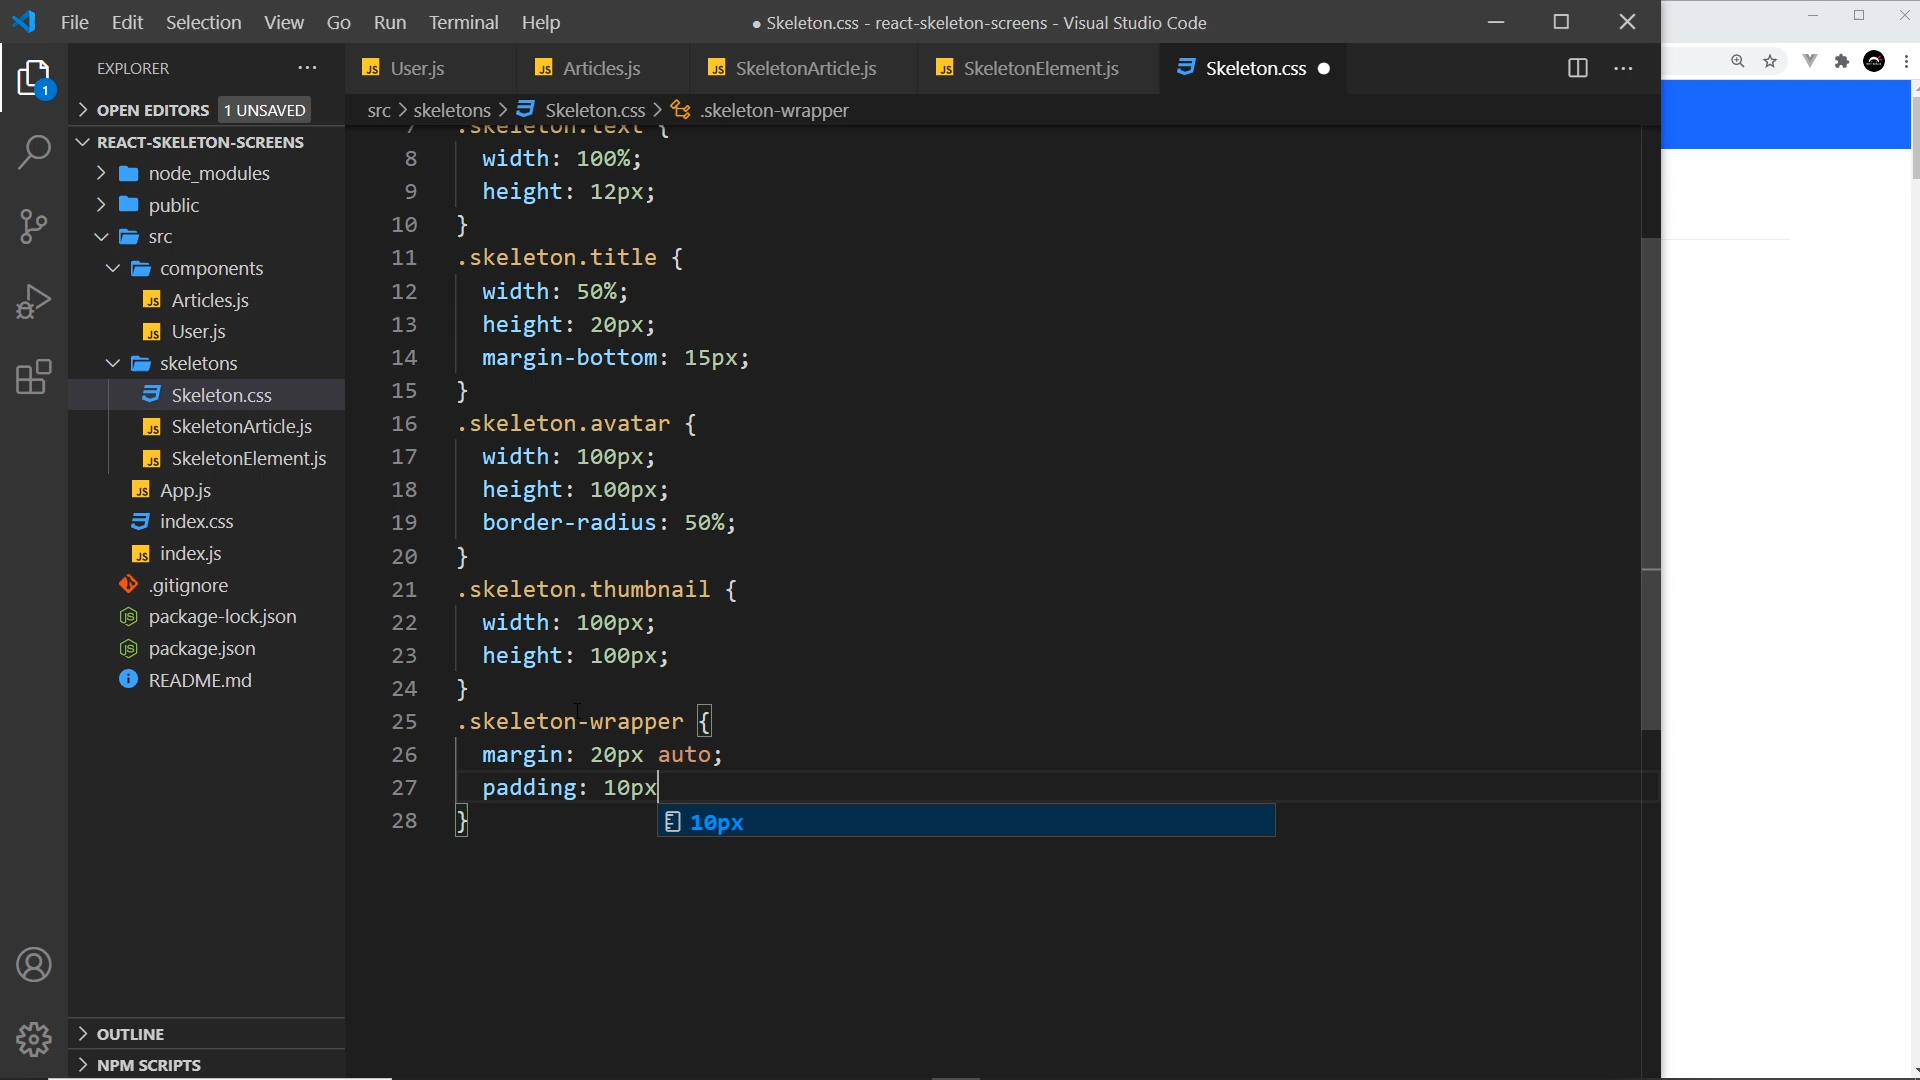 File Edit Selection View Go Run Terminal Help
● Skeleton.css - react-skeleton-screens - Visual Studio Code
EXPLORER
User.js
Articles.js
SkeletonArticle.js
SkeletonElement.js
Skeleton.css
OPEN EDITORS 1 UNSAVED
src > skeletons > Skeleton.css > .skeleton-wrapper
REACT-SKELETON-SCREENS
node_modules
public
src
components
Articles.js
User.js
skeletons
Skeleton.css
SkeletonArticle.js
SkeletonElement.js
App.js
index.css
index.js
.gitignore
package-lock.json
package.json
README.md
OUTLINE
NPM SCRIPTS
1
7 .skeleton.text {
8 width: 100%;
9 height: 12px;
10 }
11 .skeleton.title {
12 width: 50%;
13 height: 20px;
14 margin-bottom: 15px;
15 }
16 .skeleton.avatar {
17 width: 100px;
18 height: 100px;
19 border-radius: 50%;
20 }
21 .skeleton.thumbnail {
22 width: 100px;
23 height: 100px;
24 }
25 .skeleton-wrapper {
26 margin: 20px auto;
27 padding: 10px
28 }
10px